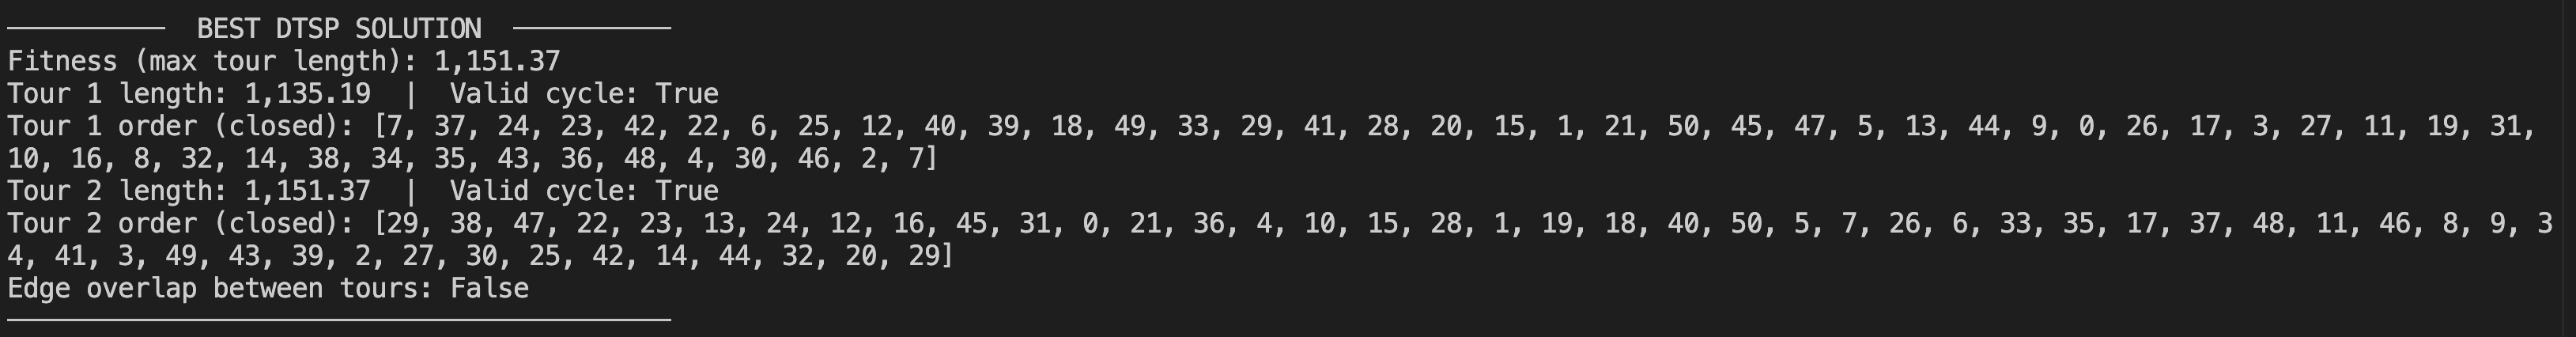 ────────── BEST DTSP SOLUTION ──────────
Fitness (max tour length): 1,151.37
Tour 1 length: 1,135.19 | Valid cycle: True
Tour 1 order (closed): [7, 37, 24, 23, 42, 22, 6, 25, 12, 40, 39, 18, 49, 33, 29, 41, 28, 20, 15, 1, 21, 50, 45, 47, 5, 13, 44, 9, 0, 26, 17, 3, 27, 11, 19, 31,
10, 16, 8, 32, 14, 38, 34, 35, 43, 36, 48, 4, 30, 46, 2, 7]
Tour 2 length: 1,151.37 | Valid cycle: True
Tour 2 order (closed): [29, 38, 47, 22, 23, 13, 24, 12, 16, 45, 31, 0, 21, 36, 4, 10, 15, 28, 1, 19, 18, 40, 50, 5, 7, 26, 6, 33, 35, 17, 37, 48, 11, 46, 8, 9, 3
4, 41, 3, 49, 43, 39, 2, 27, 30, 25, 42, 14, 44, 32, 20, 29]
Edge overlap between tours: False